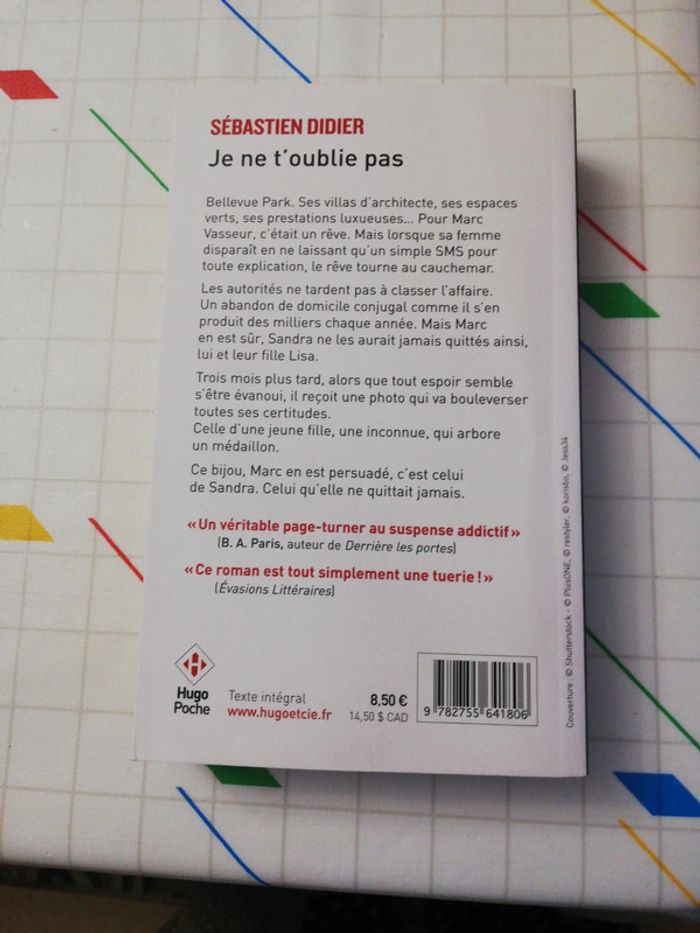 SÉBASTIEN DIDIER
Je ne t'oublie pas
Bellevue Park. Ses villas d'architecte, ses espaces
verts, ses prestations luxueuses... Pour Marc
Vasseur, c'était un rêve. Mais lorsque sa femme
disparaît en ne laissant qu'un simple SMS pour
toute explication, le rêve tourne au cauchemar.
Les autorités ne tardent pas à classer l'affaire.
Un abandon de domicile conjugal comme il s'en
produit des milliers chaque année. Mais Marc
en est sûr, Sandra ne les aurait jamais quittés ainsi,
lui et leur fille Lisa.
Trois mois plus tard, alors que tout espoir semble
s'être évanoui, il reçoit une photo qui va bouleverser
toutes ses certitudes.
Celle d'une jeune fille, une inconnue, qui arbore
un médaillon.
Ce bijou, Marc en est persuadé, c'est celui
de Sandra. Celui qu'elle ne quittait jamais.
« Un véritable page-turner au suspense addictif »
(B. A. Paris, auteur de Derrière les portes)
« Ce roman est tout simplement une tuerie ! »
(Évasions Littéraires)
Hugo
Poche
Texte intégral
www.hugoetcie.fr
8,50 €
14,50 $ CAD
9 782755 641806
Couverture : © Shutterstock - © PlusONE, © restyler, © korisbo, © Jess34